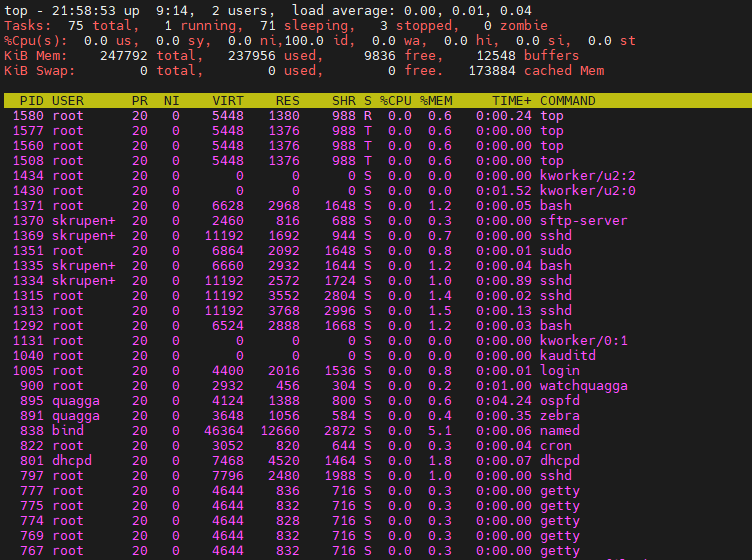 top - 21:58:53 up  9:14,  2 users,  load average: 0.00, 0.01, 0.04
Tasks:  75 total,   1 running,  71 sleeping,   3 stopped,   0 zombie
%Cpu(s):  0.0 us,  0.0 sy,  0.0 ni,100.0 id,  0.0 wa,  0.0 hi,  0.0 si,  0.0 st
KiB Mem:    247792 total,   237956 used,     9836 free,    12548 buffers
KiB Swap:        0 total,        0 used,        0 free.   173884 cached Mem
PID USER      PR  NI    VIRT    RES    SHR S %CPU %MEM     TIME+ COMMAND
1580 root      20   0    5448   1380    988 R  0.0  0.6   0:00.24 top
1577 root      20   0    5448   1376    988 T  0.0  0.6   0:00.00 top
1560 root      20   0    5448   1376    988 T  0.0  0.6   0:00.00 top
1508 root      20   0    5448   1376    988 T  0.0  0.6   0:00.00 top
1434 root      20   0       0      0      0 S  0.0  0.0   0:00.00 kworker/u2:2
1430 root      20   0       0      0      0 S  0.0  0.0   0:01.52 kworker/u2:0
1371 root      20   0    6628   2968   1648 S  0.0  1.2   0:00.05 bash
1370 skrupen+  20   0    2460    816    688 S  0.0  0.3   0:00.00 sftp-server
1369 skrupen+  20   0   11192   1692    944 S  0.0  0.7   0:00.00 sshd
1351 root      20   0    6864   2092   1648 S  0.0  0.8   0:00.01 sudo
1335 skrupen+  20   0    6660   2932   1644 S  0.0  1.2   0:00.04 bash
1334 skrupen+  20   0   11192   2572   1724 S  0.0  1.0   0:00.89 sshd
1315 root      20   0   11192   3552   2804 S  0.0  1.4   0:00.02 sshd
1313 root      20   0   11192   3768   2996 S  0.0  1.5   0:00.13 sshd
1292 root      20   0    6524   2888   1668 S  0.0  1.2   0:00.03 bash
1131 root      20   0       0      0      0 S  0.0  0.0   0:00.00 kworker/0:1
1040 root      20   0       0      0      0 S  0.0  0.0   0:00.00 kauditd
1005 root      20   0    4400   2016   1536 S  0.0  0.8   0:00.01 login
900 root      20   0    2932    456    304 S  0.0  0.2   0:01.00 watchquagga
895 quagga    20   0    4124   1388    800 S  0.0  0.6   0:04.24 ospfd
891 quagga    20   0    3648   1056    584 S  0.0  0.4   0:00.35 zebra
838 bind      20   0   46364  12660   2872 S  0.0  5.1   0:00.06 named
822 root      20   0    3052    820    644 S  0.0  0.3   0:00.04 cron
801 dhcpd     20   0    7468   4520   1464 S  0.0  1.8   0:00.07 dhcpd
797 root      20   0    7796   2480   1988 S  0.0  1.0   0:00.00 sshd
777 root      20   0    4644    836    716 S  0.0  0.3   0:00.00 getty
775 root      20   0    4644    832    716 S  0.0  0.3   0:00.00 getty
774 root      20   0    4644    828    716 S  0.0  0.3   0:00.00 getty
769 root      20   0    4644    832    716 S  0.0  0.3   0:00.00 getty
767 root      20   0    4644    832    716 S  0.0  0.3   0:00.00 getty